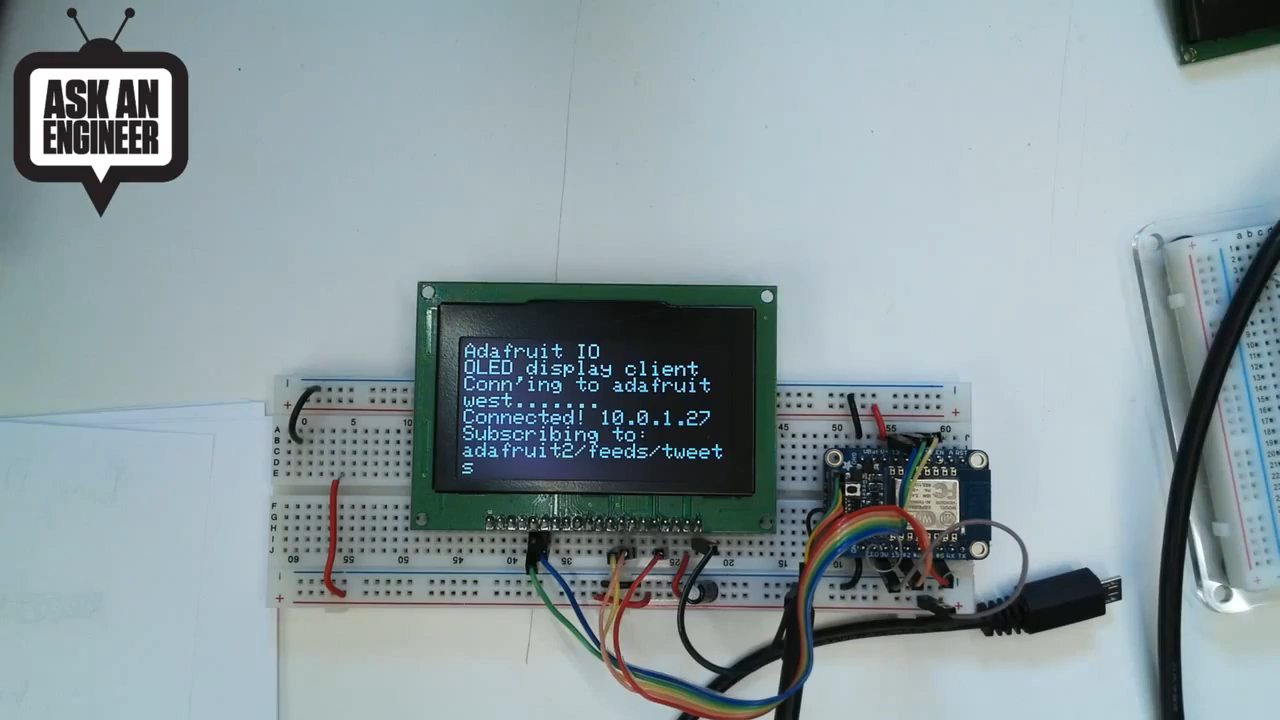 ASK AN
ENGINEER
Adafruit IO
OLED display client
Conn'ing to adafruit
west.......
Connected! 10.0.1.27
Subscribing to:
adafruit2/feeds/tweet
s